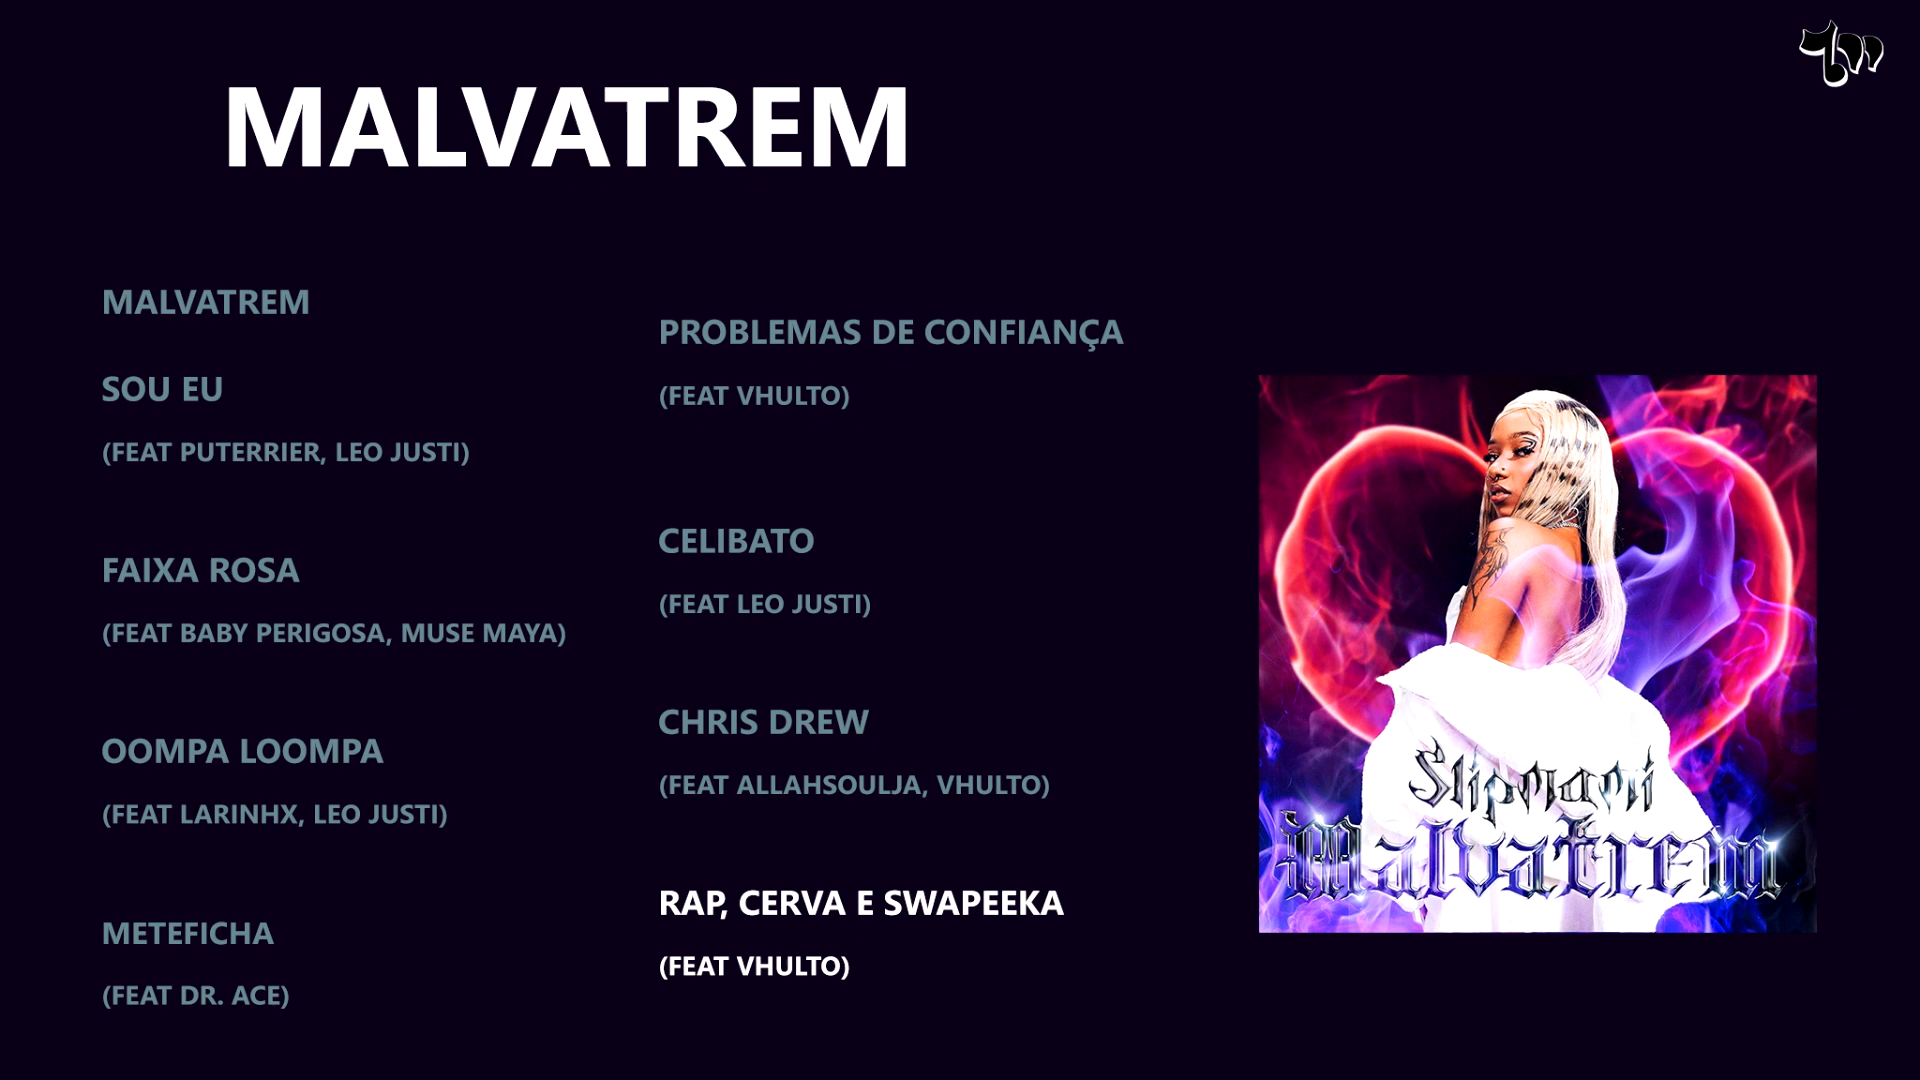 MALVATREM
MALVATREM
SOU EU
(FEAT PUTERRIER, LEO JUSTI)
FAIXA ROSA
(FEAT BABY PERIGOSA, MUSE MAYA)
OOMPA LOOMPA
(FEAT LARINHX, LEO JUSTI)
METEFICHA
(FEAT DR. ACE)
PROBLEMAS DE CONFIANÇA
(FEAT VHULTO)
CELIBATO
(FEAT LEO JUSTI)
CHRIS DREW
(FEAT ALLAHSOULJA, VHULTO)
RAP, CERVA E SWAPEEKA
(FEAT VHULTO)
Slipmami
Malvatrem